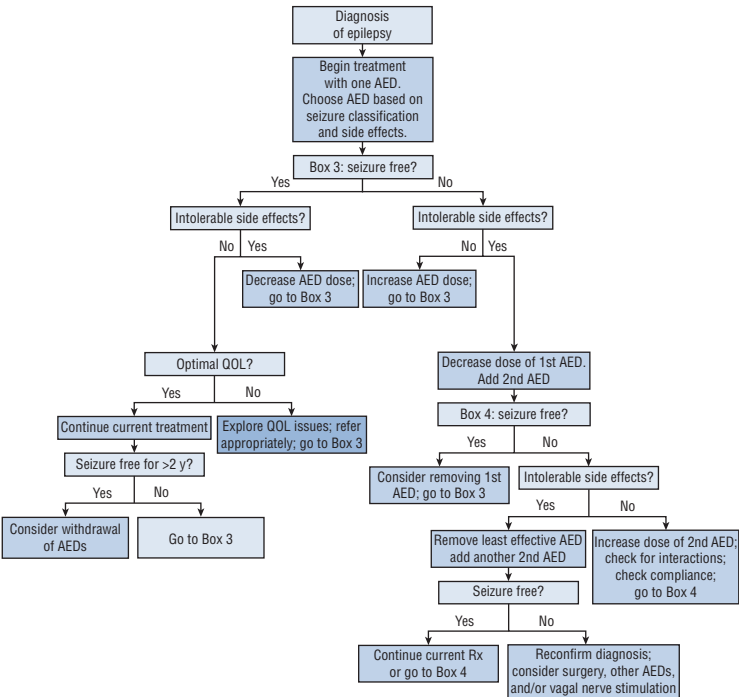 Diagnosis
of epilepsy
Begin treatment
with one AED.
Choose AED based on
seizure classification
and side effects.
Box 3: seizure free?
Yes
No
Intolerable side effects?
Intolerable side effects?
No
Yes
No
Yes
Decrease AED dose;
go to Box 3
Increase AED dose;
go to Box 3
Optimal QOL?
Decrease dose of 1st AED.
Add 2nd AED
Yes
No
Box 4: seizure free?
Continue current treatment
Explore QOL issues; refer
appropriately; go to Box 3
Yes
No
Seizure free for >2 y?
Consider removing 1st
AED; go to Box 3
Intolerable side effects?
Yes
No
Yes
No
Consider withdrawal
of AEDs
Go to Box 3
Remove least effective AED
add another 2nd AED
Increase dose of 2nd AED;
check for interactions;
check compliance;
go to Box 4
Seizure free?
Yes
No
Continue current Rx
or go to Box 4
Reconfirm diagnosis;
consider surgery, other AEDs,
and/or vagal nerve stimulation